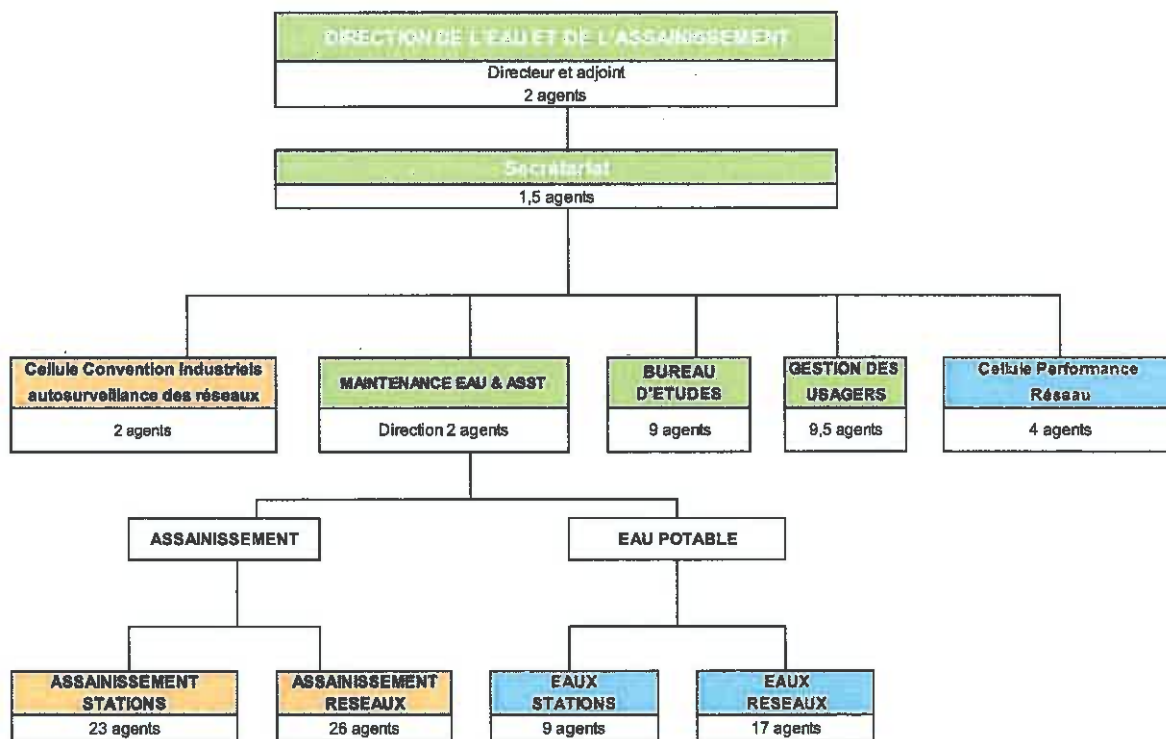 DIRECTION DE L'EAU ET DE L'ASSAINISSEMENT
Directeur et adjoint
2 agents
Secrétariat
1,5 agents
Cellule Convention Industriels
autosurveillance des réseaux
2 agents
MAINTENANCE EAU & ASST
Direction 2 agents
BUREAU
D'ETUDES
9 agents
GESTION DES
USAGERS
9,5 agents
Cellule Performance
Réseau
4 agents
ASSAINISSEMENT
EAU POTABLE
ASSAINISSEMENT
STATIONS
23 agents
ASSAINISSEMENT
RESEAUX
26 agents
EAUX
STATIONS
9 agents
EAUX
RESEAUX
17 agents